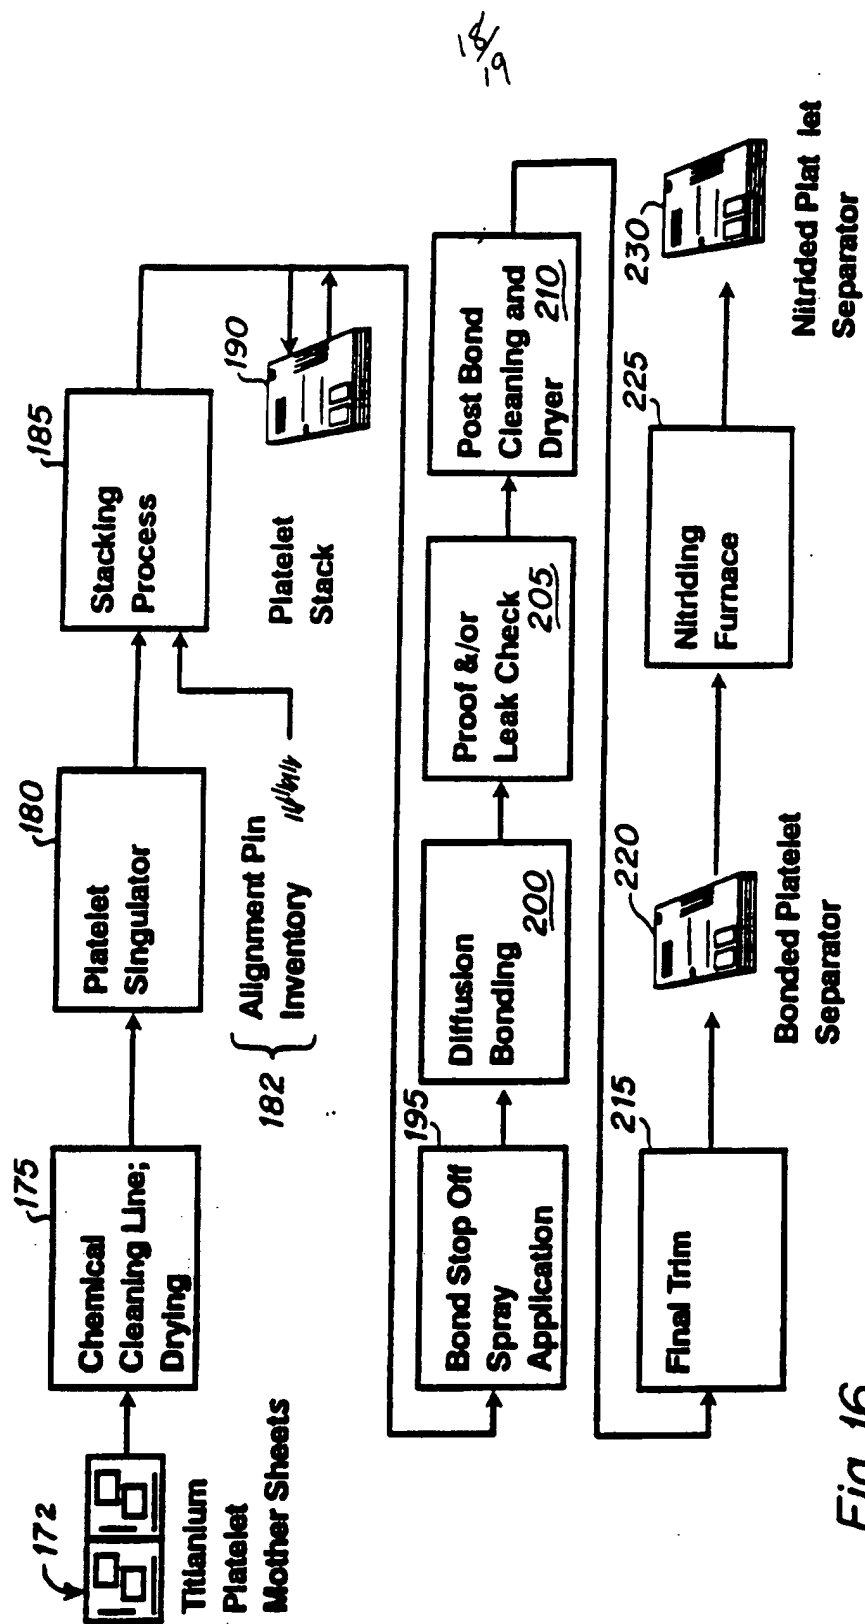 18/19
172
Titianium
Platelet
Mother Sheets
175
Chemical
Cleaning Line;
Drying
180
Platelet
Singulator
182
Alignment Pin
Inventory
185
Stacking
Process
190
Platelet
Stack
195
Bond Stop Off
Spray
Application
Diffusion
Bonding
200
Proof &/or
Leak Check
205
Post Bond
Cleaning and
Dryer
210
215
Final Trim
220
Bonded Platelet
Separator
225
Nitriding
Furnace
230
Nitrided Plat let
Separator
Fig. 16